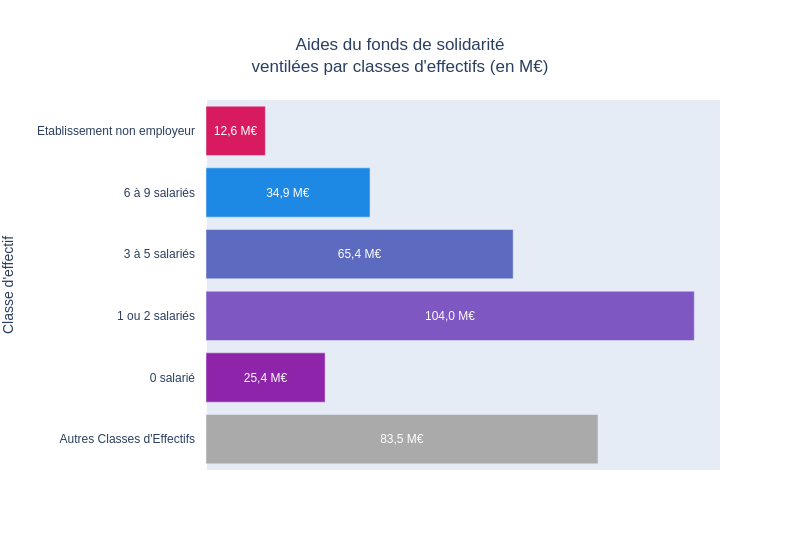 Aides du fonds de solidarité
ventilées par classes d'effectifs (en M€)
Classe d'effectif
Etablissement non employeur
12,6 M€
6 à 9 salariés
34,9 M€
3 à 5 salariés
65,4 M€
1 ou 2 salariés
104,0 M€
0 salarié
25,4 M€
Autres Classes d'Effectifs
83,5 M€